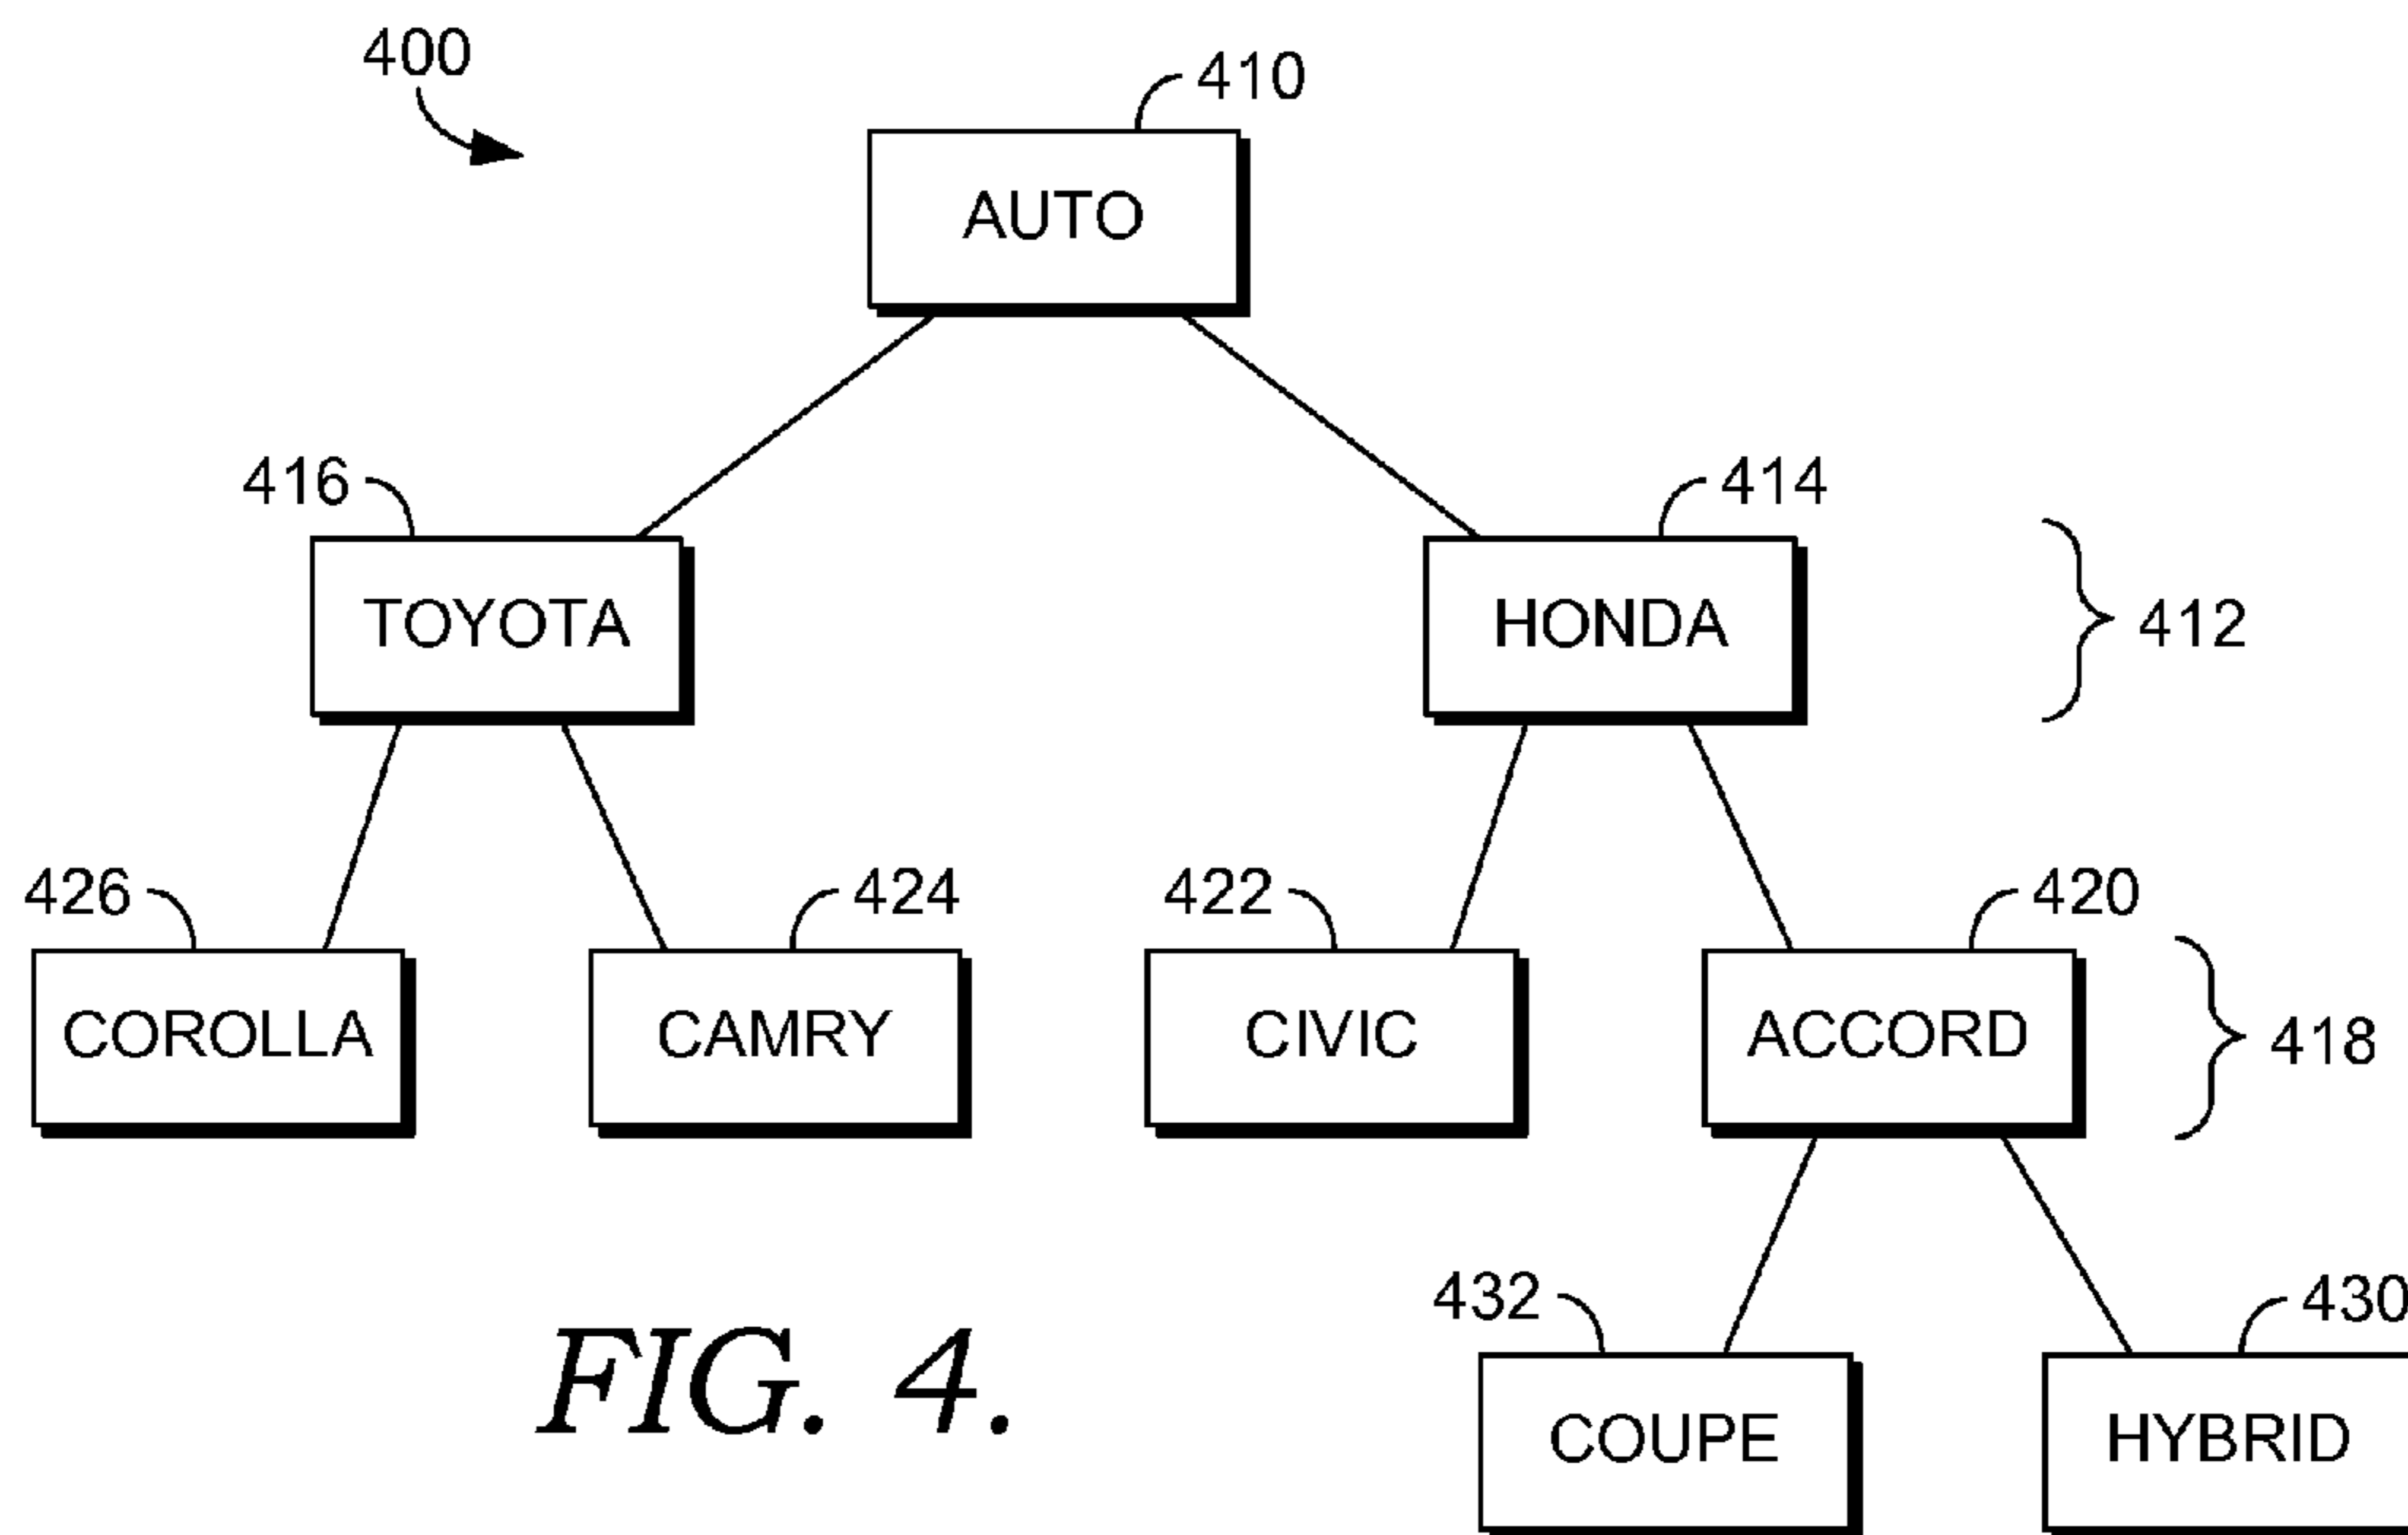 400
410
AUTO
416
414
TOYOTA
HONDA
412
426
424
422
420
COROLLA
CAMRY
CIVIC
ACCORD
418
432
430
COUPE
HYBRID
FIG. 4.